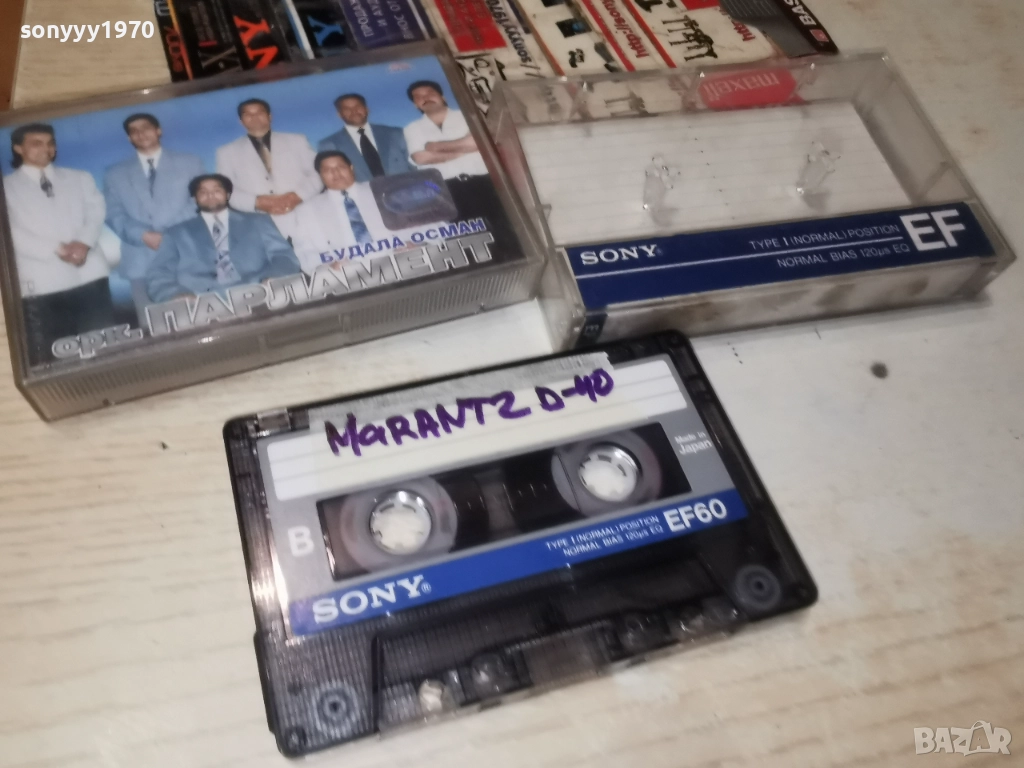 sonyyy1970
BASF
maxell
БУДАЛА ОСМАН
орк. ПАРЛАМЕНТ
SONY
TYPE I (NORMAL) POSITION
NORMAL BIAS 120µs EQ
EF
MaRANTZ D-40
Made in
Japan
B
TYPE I (NORMAL) POSITION
NORMAL BIAS 120µs EQ
EF60
SONY®
BAZAR